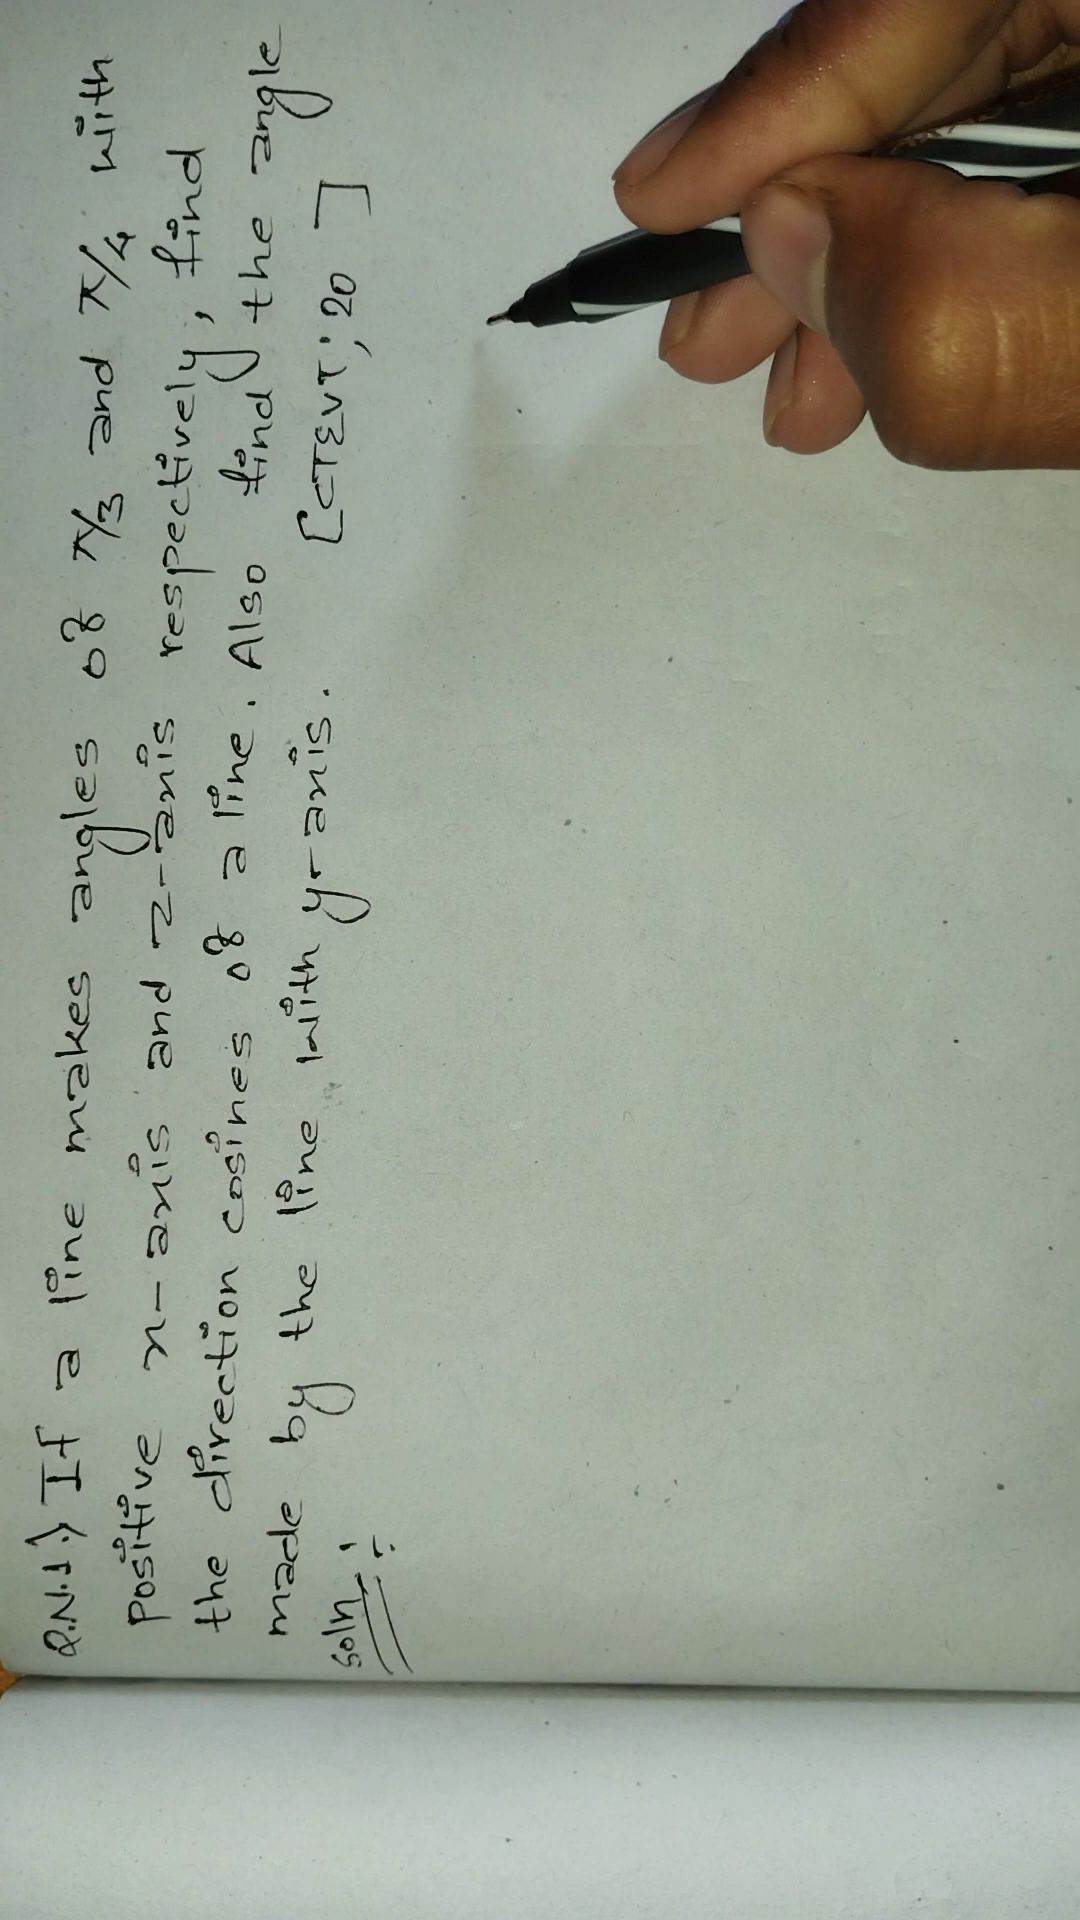 Q.N.1.) If a line makes angles of π/3 and π/4 with
positive x-axis and z-axis respectively, find
the direction cosines of a line. Also find the angle
made by the line with y-axis. [CTEVT; 20 ]
soln: